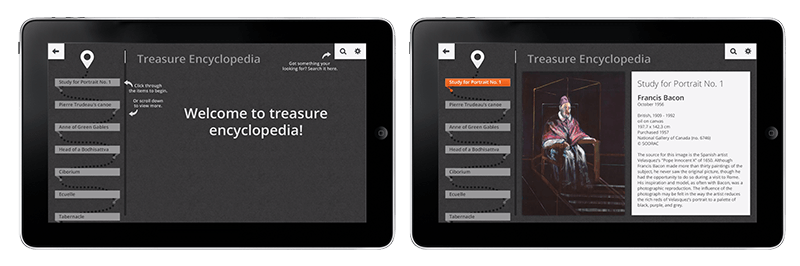 Treasure Encyclopedia
Got something your
looking for? Search it here.
Study for Portrait No. 1
Pierre Trudeau's canoe
Anne of Green Gables
Head of a Bodhisattva
Ciborium
Ecuelle
Tabernacle
Click through
the items to begin.
Or scroll down
to view more.
Welcome to treasure
encyclopedia!
Treasure Encyclopedia
Study for Portrait No. 1
Pierre Trudeau's canoe
Anne of Green Gables
Head of a Bodhisattva
Ciborium
Ecuelle
Tabernacle
Study for Portrait No. 1
Francis Bacon
October 1956
British, 1909 - 1992
oil on canvas
197.7 x 142.3 cm
Purchased 1957
National Gallery of Canada (no. 6746)
© SODRAC
The source for this image is the Spanish artist
Velasquez's "Pope Innocent X" of 1650. Although
Francis Bacon made more than thirty paintings of the
subject, he never saw the original picture, though he
had the opportunity to do so during a visit to Rome.
His inspiration and model, as often with Bacon, was a
photographic reproduction. The influence of the
photograph may be felt in the way the artist reduces
the rich reds of Velasquez's portrait to a palette of
black, purple, and grey.